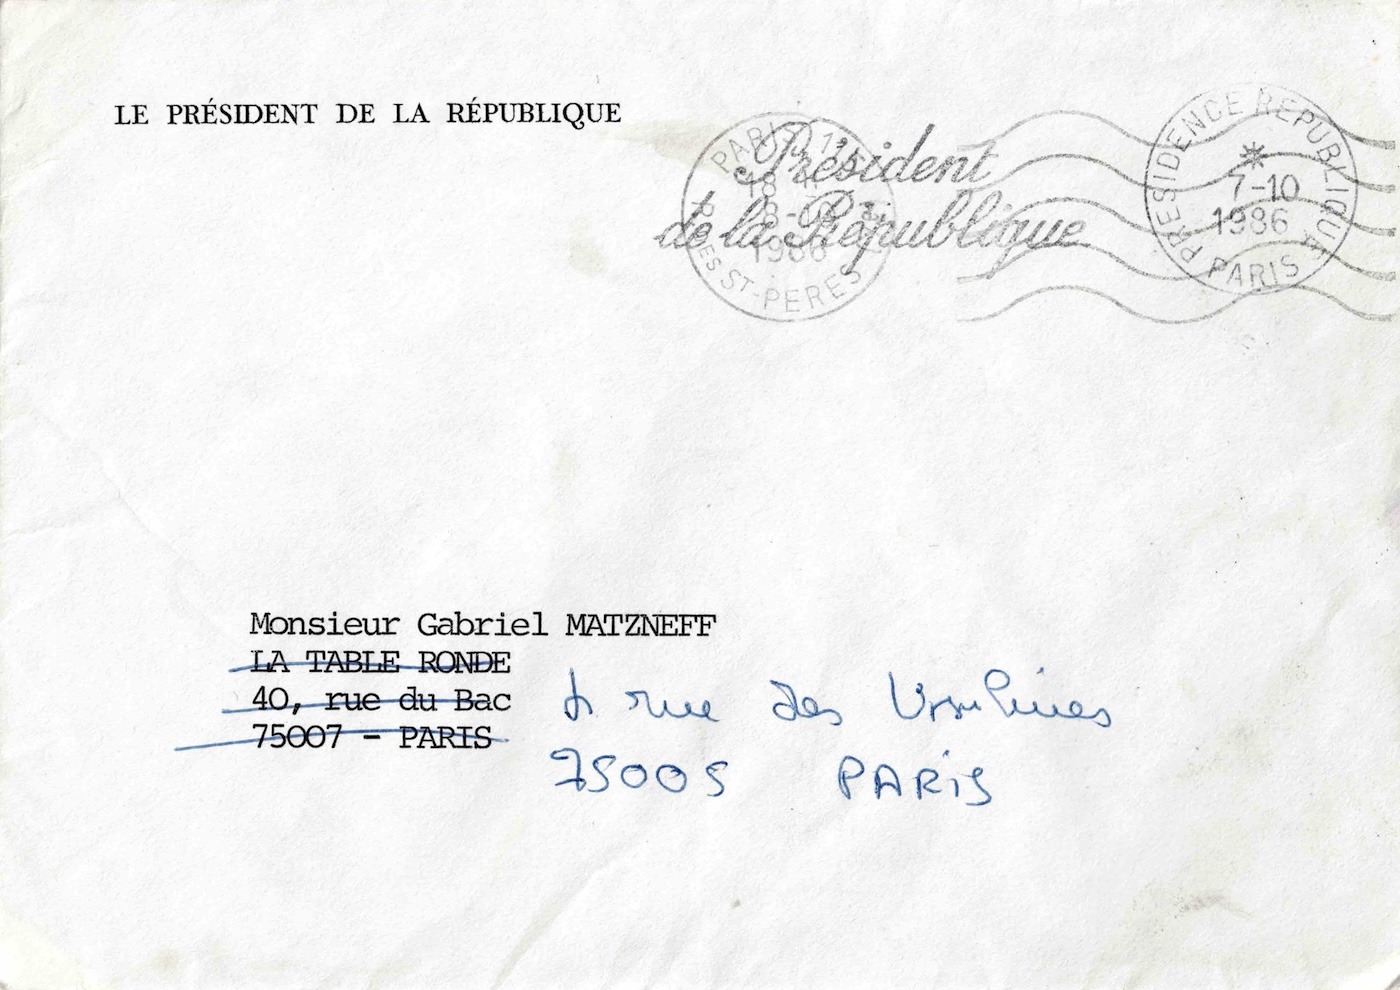 LE PRÉSIDENT DE LA RÉPUBLIQUE
PARIS
ST-PERES
Président
de la République
PRESIDENCE REPUBLIQUE
*
7-10
1986
PARIS
Monsieur Gabriel MATZNEFF
LA TABLE RONDE
40, rue du Bac
75007 - PARIS
rue des Ursulines
75005 PARIS